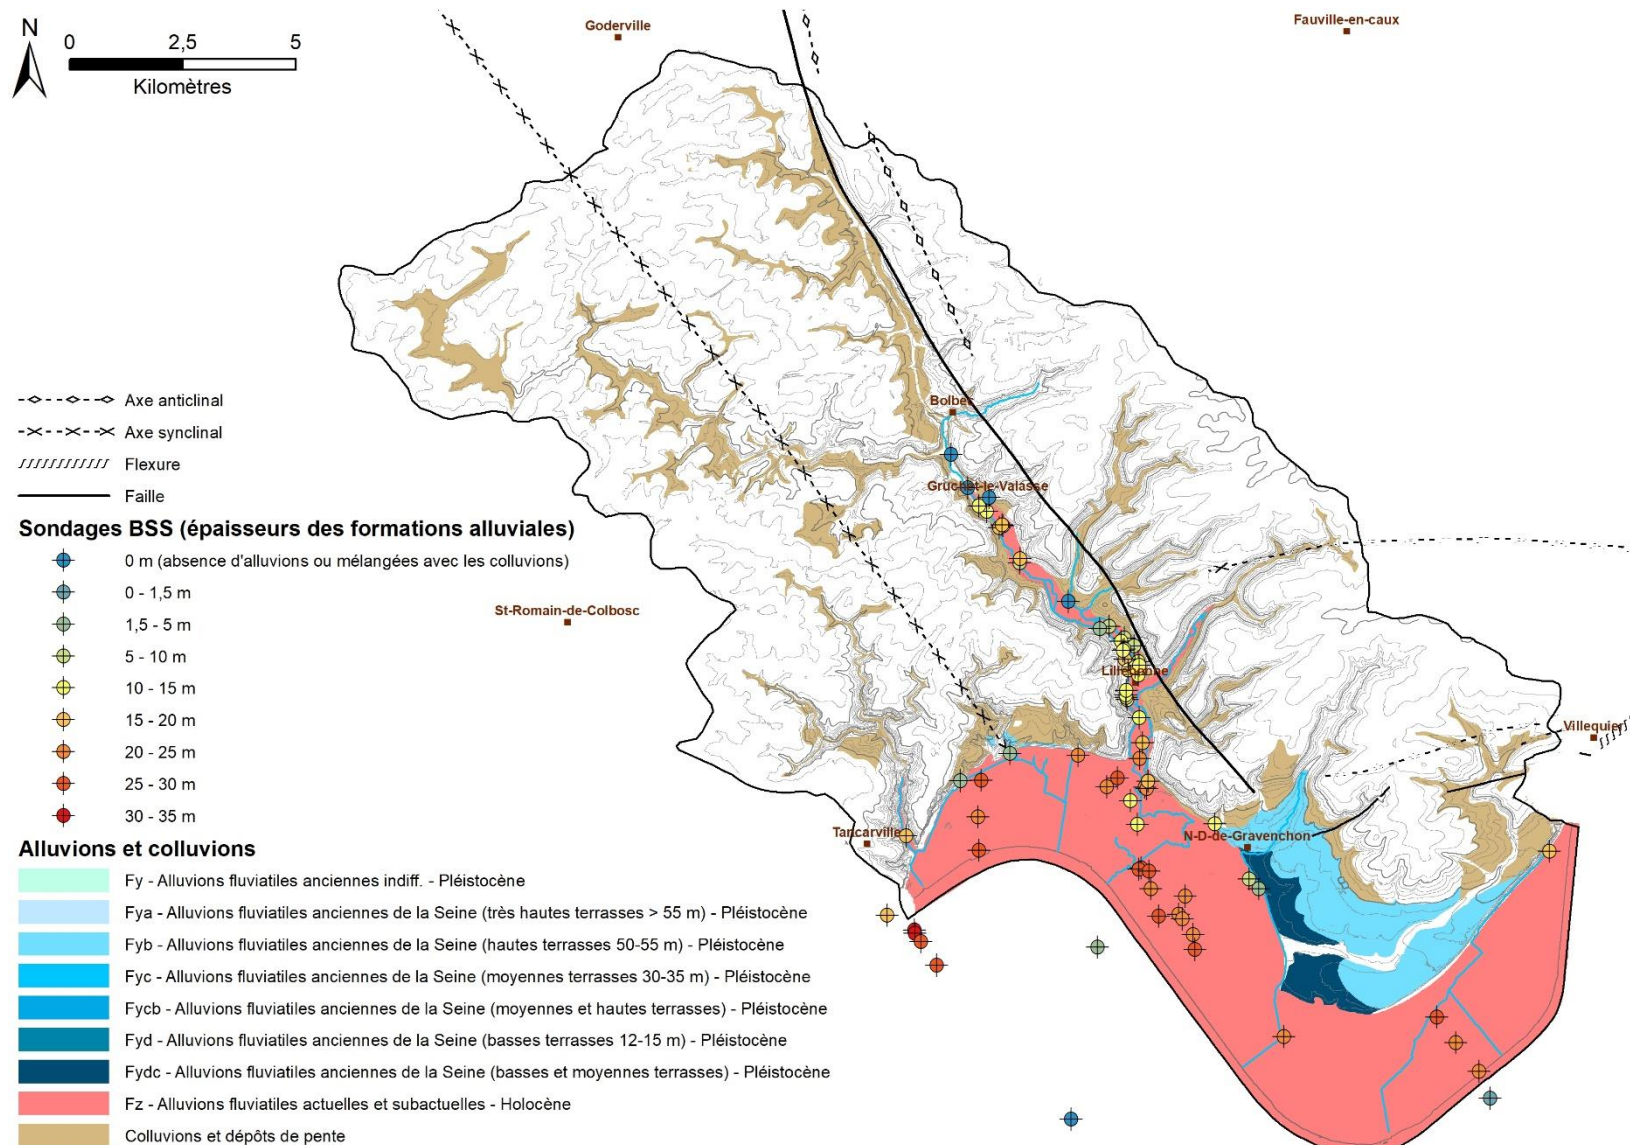 Goderville
Fauville-en-caux
N
0 2,5 5
Kilomètres
Axe anticlinal
Axe synclinal
Flexure
Faille
Bolbec
Gruchet-le-Valasse
St-Romain-de-Colbosc
Lillebonne
Villequier
Tancarville
N-D-de-Gravenchon
Sondages BSS (épaisseurs des formations alluviales)
0 m (absence d'alluvions ou mélangées avec les colluvions)
0 - 1,5 m
1,5 - 5 m
5 - 10 m
10 - 15 m
15 - 20 m
20 - 25 m
25 - 30 m
30 - 35 m
Alluvions et colluvions
Fy - Alluvions fluviatiles anciennes indiff. - Pléistocène
Fya - Alluvions fluviatiles anciennes de la Seine (très hautes terrasses > 55 m) - Pléistocène
Fyb - Alluvions fluviatiles anciennes de la Seine (hautes terrasses 50-55 m) - Pléistocène
Fyc - Alluvions fluviatiles anciennes de la Seine (moyennes terrasses 30-35 m) - Pléistocène
Fycb - Alluvions fluviatiles anciennes de la Seine (moyennes et hautes terrasses) - Pléistocène
Fyd - Alluvions fluviatiles anciennes de la Seine (basses terrasses 12-15 m) - Pléistocène
Fydc - Alluvions fluviatiles anciennes de la Seine (basses et moyennes terrasses) - Pléistocène
Fz - Alluvions fluviatiles actuelles et subactuelles - Holocène
Colluvions et dépôts de pente